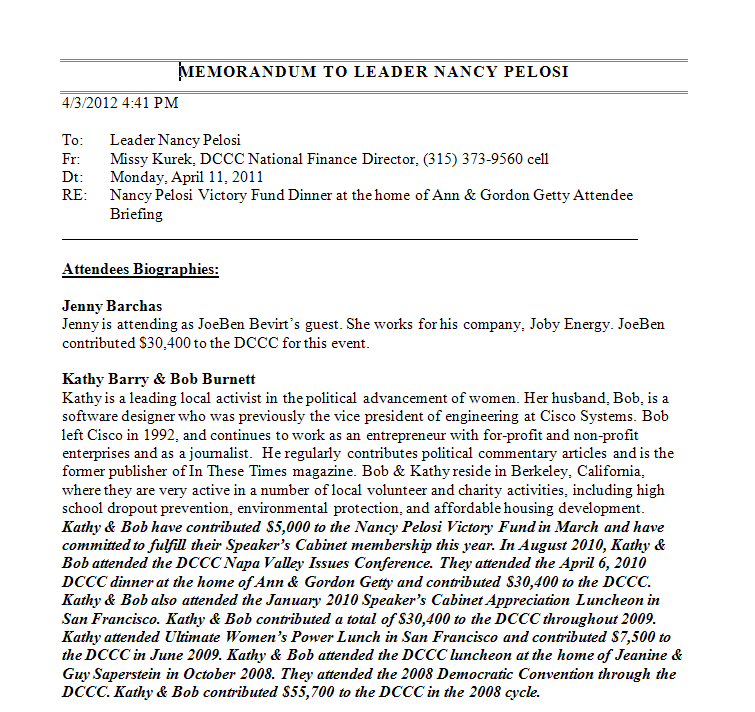 MEMORANDUM TO LEADER NANCY PELOSI
4/3/2012 4:41 PM
To: Leader Nancy Pelosi
Fr: Missy Kurek, DCCC National Finance Director, (315) 373-9560 cell
Dt: Monday, April 11, 2011
RE: Nancy Pelosi Victory Fund Dinner at the home of Ann & Gordon Getty Attendee
Briefing
Attendees Biographies:
Jenny Barchas
Jenny is attending as JoeBen Bevirt's guest. She works for his company, Joby Energy. JoeBen
contributed $30,400 to the DCCC for this event.
Kathy Barry & Bob Burnett
Kathy is a leading local activist in the political advancement of women. Her husband, Bob, is a
software designer who was previously the vice president of engineering at Cisco Systems. Bob
left Cisco in 1992, and continues to work as an entrepreneur with for-profit and non-profit
enterprises and as a journalist. He regularly contributes political commentary articles and is the
former publisher of In These Times magazine. Bob & Kathy reside in Berkeley, California,
where they are very active in a number of local volunteer and charity activities, including high
school dropout prevention, environmental protection, and affordable housing development.
Kathy & Bob have contributed $5,000 to the Nancy Pelosi Victory Fund in March and have
committed to fulfill their Speaker's Cabinet membership this year. In August 2010, Kathy &
Bob attended the DCCC Napa Valley Issues Conference. They attended the April 6, 2010
DCCC dinner at the home of Ann & Gordon Getty and contributed $30,400 to the DCCC.
Kathy & Bob also attended the January 2010 Speaker's Cabinet Appreciation Luncheon in
San Francisco. Kathy & Bob contributed a total of $30,400 to the DCCC throughout 2009.
Kathy attended Ultimate Women's Power Lunch in San Francisco and contributed $7,500 to
the DCCC in June 2009. Kathy & Bob attended the DCCC luncheon at the home of Jeanine &
Guy Saperstein in October 2008. They attended the 2008 Democratic Convention through the
DCCC. Kathy & Bob contributed $55,700 to the DCCC in the 2008 cycle.